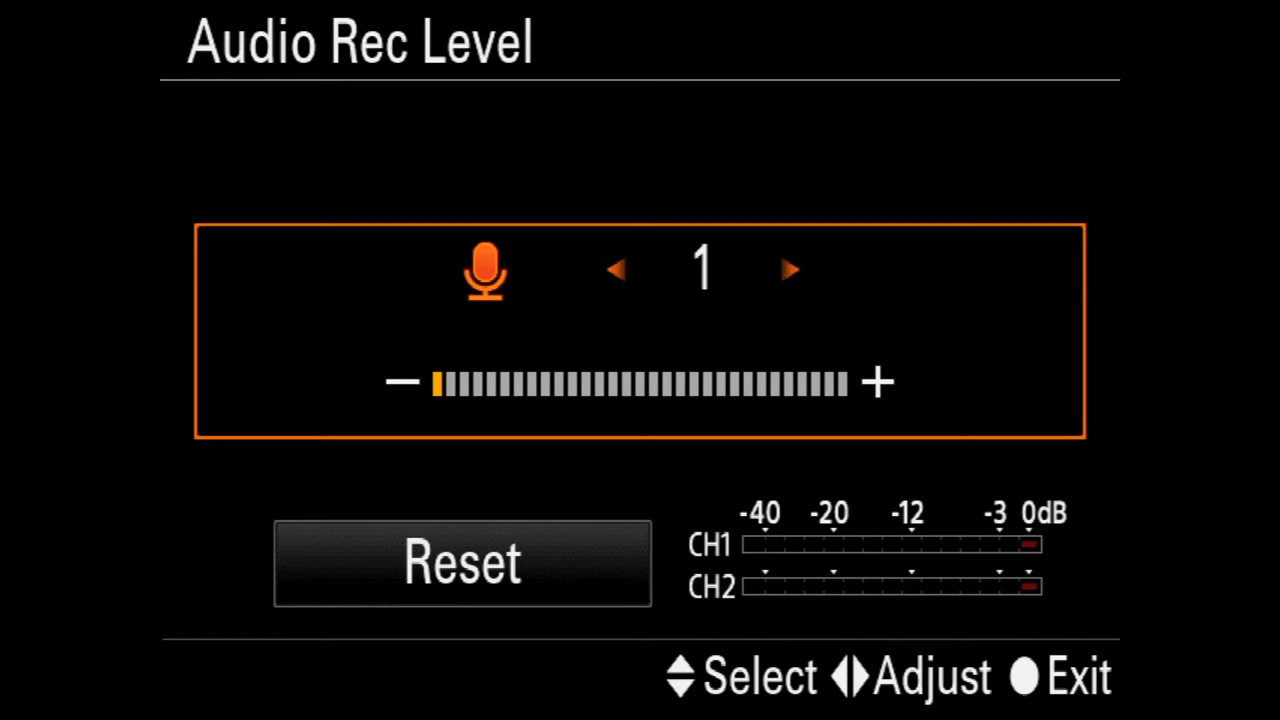 Audio Rec Level
1
− +
-40 -20 -12 -3 0dB
CH1
Reset
CH2
Select Adjust Exit